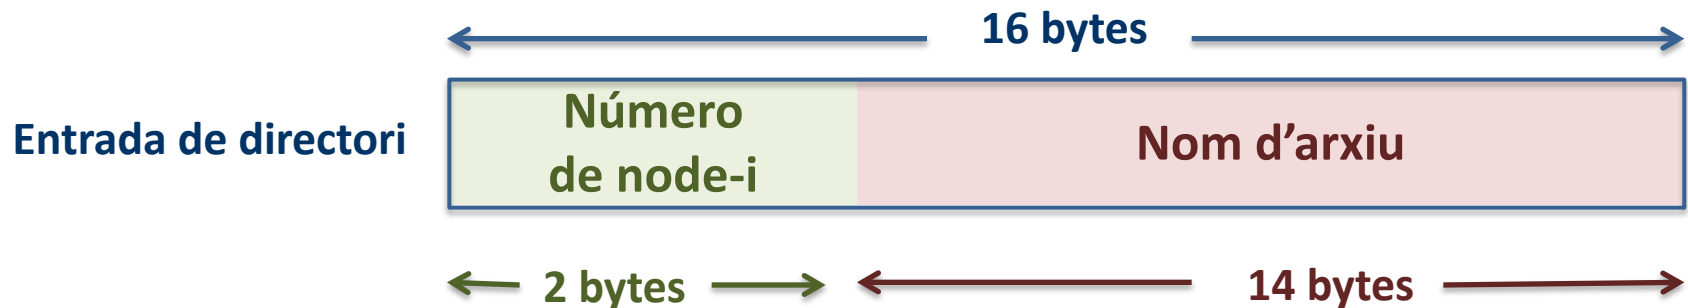 16 bytes
Entrada de directori
Número
de node-i
Nom d’arxiu
2 bytes
14 bytes